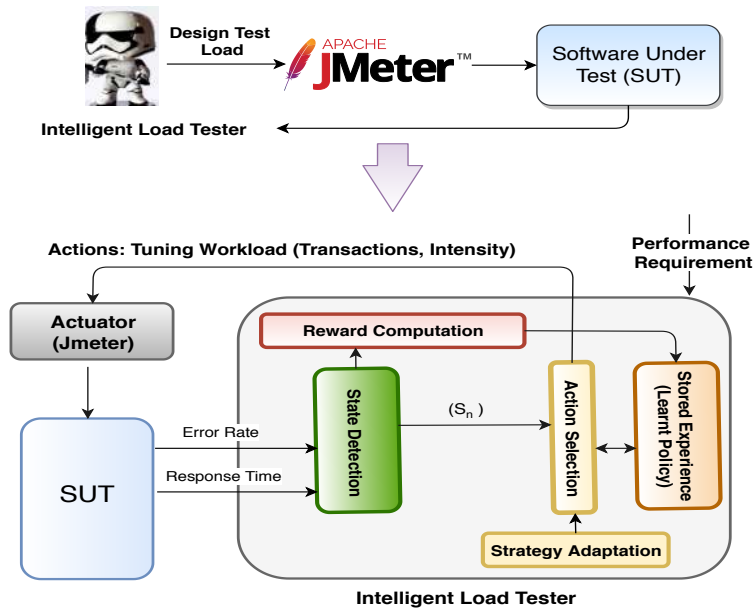 Design Test
Load
APACHE
JMeter™
Software Under
Test (SUT)
Intelligent Load Tester
Actions: Tuning Workload (Transactions, Intensity)
Performance
Requirement
Actuator
(Jmeter)
Reward Computation
State Detection
(Sn )
Action Selection
Stored Experience
(Learnt Policy)
Error Rate
Response Time
SUT
Strategy Adaptation
Intelligent Load Tester